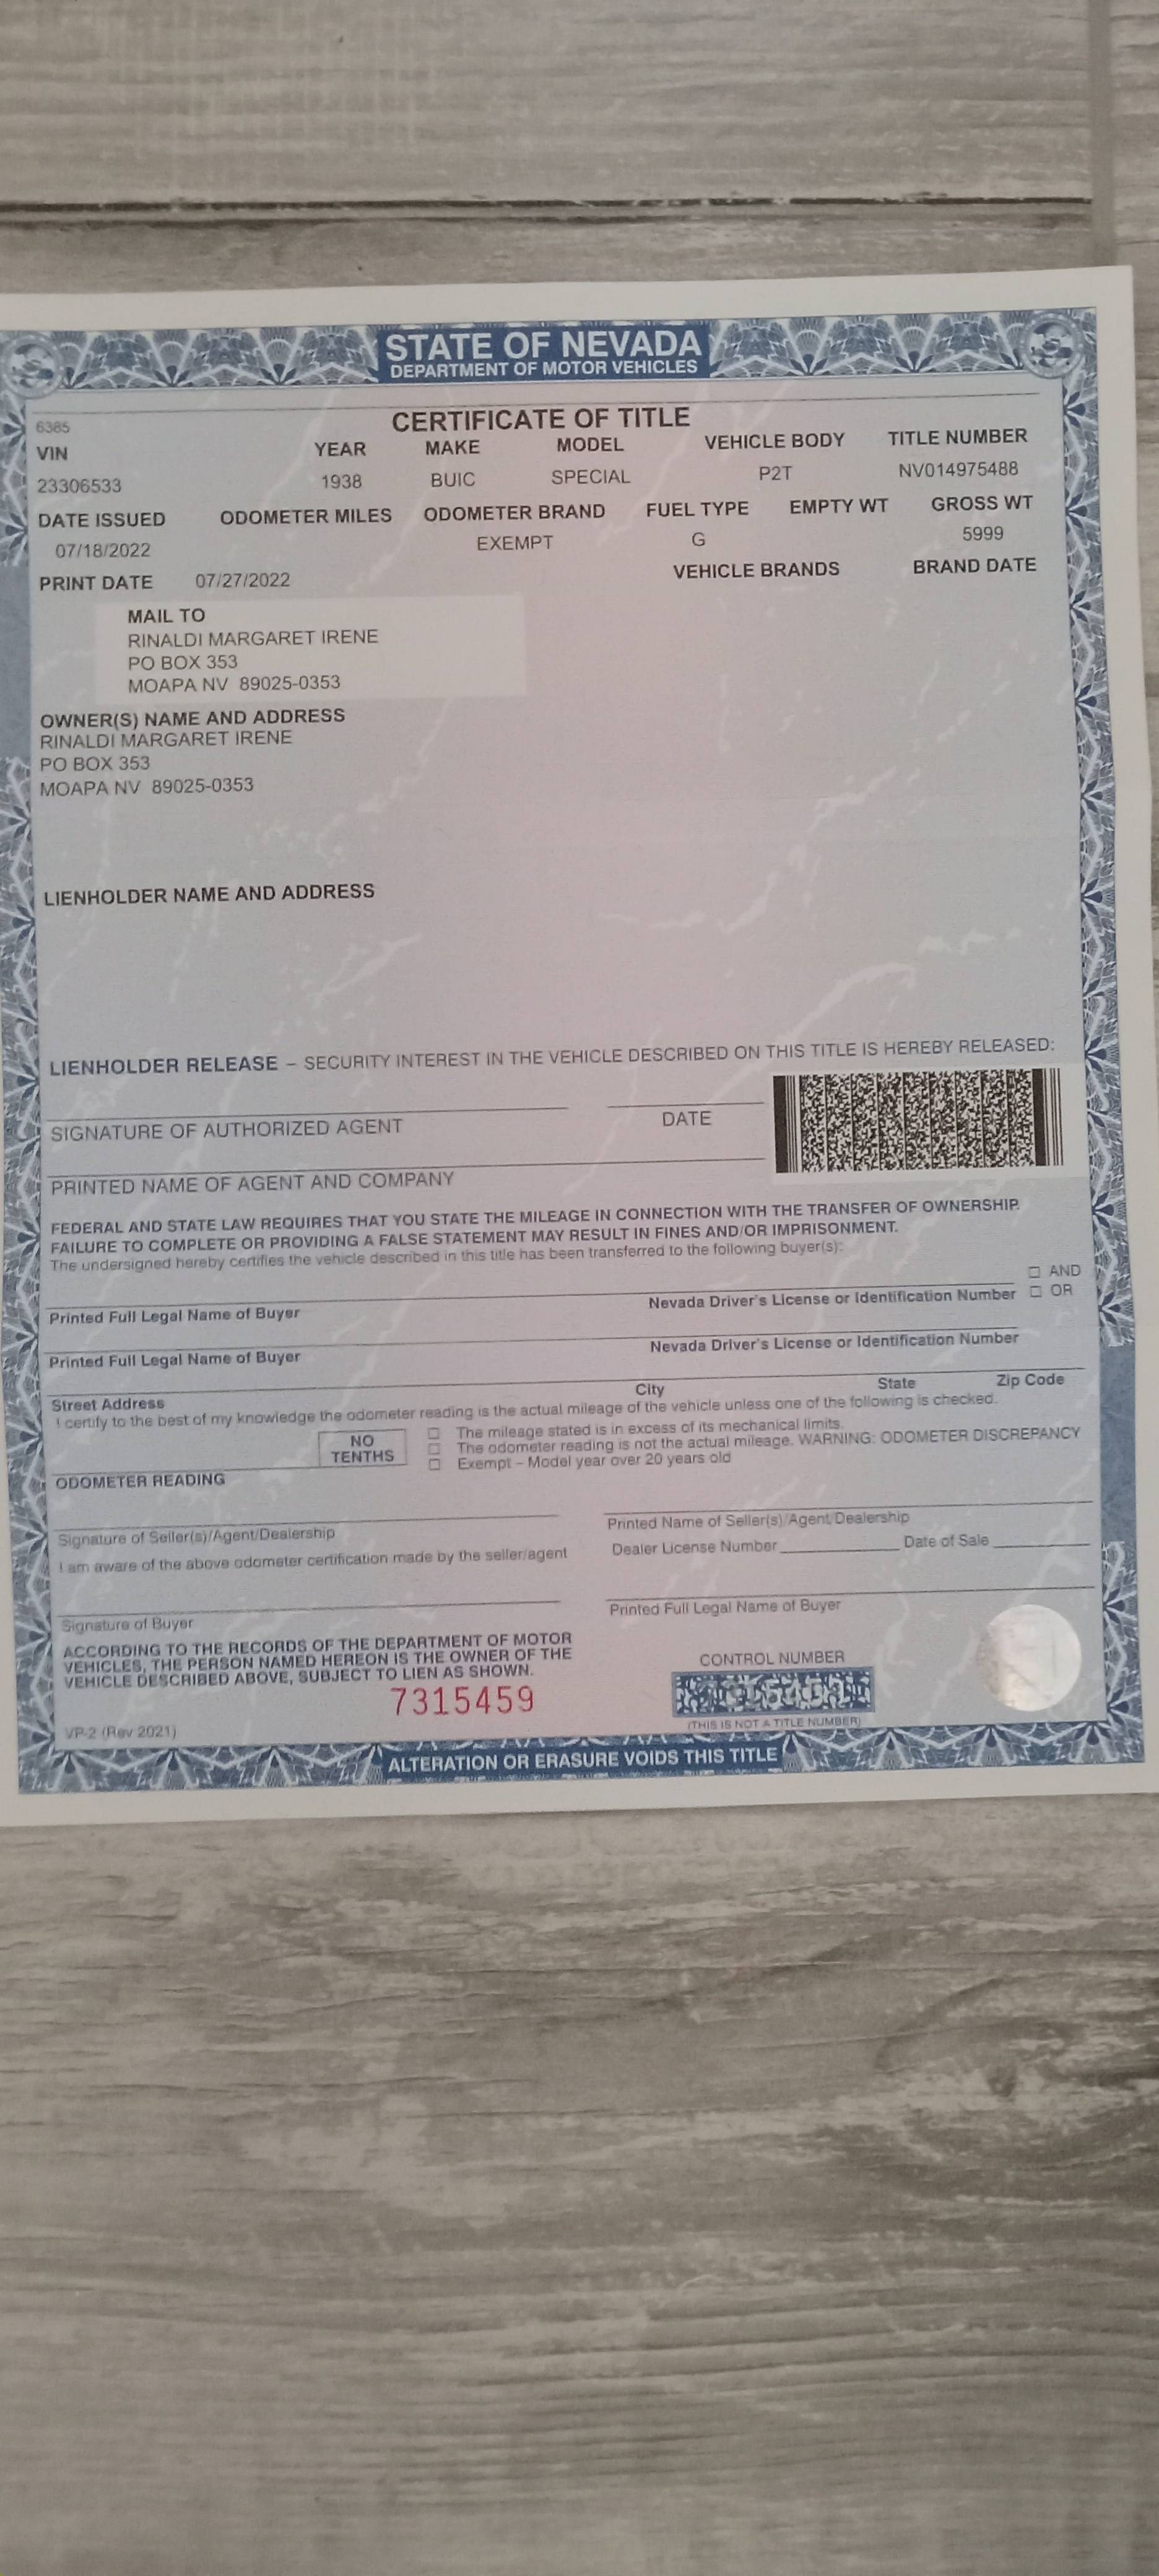 STATE OF NEVADA
DEPARTMENT OF MOTOR VEHICLES
6385
CERTIFICATE OF TITLE
VIN YEAR MAKE MODEL VEHICLE BODY TITLE NUMBER
23306533 1938 BUIC SPECIAL P2T NV014975488
DATE ISSUED ODOMETER MILES ODOMETER BRAND FUEL TYPE EMPTY WT GROSS WT
07/18/2022 EXEMPT G 5999
PRINT DATE 07/27/2022 VEHICLE BRANDS BRAND DATE
MAIL TO
RINALDI MARGARET IRENE
PO BOX 353
MOAPA NV 89025-0353
OWNER(S) NAME AND ADDRESS
RINALDI MARGARET IRENE
PO BOX 353
MOAPA NV 89025-0353
LIENHOLDER NAME AND ADDRESS
LIENHOLDER RELEASE – SECURITY INTEREST IN THE VEHICLE DESCRIBED ON THIS TITLE IS HEREBY RELEASED:
SIGNATURE OF AUTHORIZED AGENT DATE
PRINTED NAME OF AGENT AND COMPANY
FEDERAL AND STATE LAW REQUIRES THAT YOU STATE THE MILEAGE IN CONNECTION WITH THE TRANSFER OF OWNERSHIP.
FAILURE TO COMPLETE OR PROVIDING A FALSE STATEMENT MAY RESULT IN FINES AND/OR IMPRISONMENT.
The undersigned hereby certifies the vehicle described in this title has been transferred to the following buyer(s):
□ AND
Printed Full Legal Name of Buyer Nevada Driver's License or Identification Number □ OR
Printed Full Legal Name of Buyer Nevada Driver's License or Identification Number
Street Address City State Zip Code
I certify to the best of my knowledge the odometer reading is the actual mileage of the vehicle unless one of the following is checked.
NO TENTHS
□ The mileage stated is in excess of its mechanical limits.
□ The odometer reading is not the actual mileage. WARNING: ODOMETER DISCREPANCY
□ Exempt – Model year over 20 years old
ODOMETER READING
Signature of Seller(s)/Agent/Dealership Printed Name of Seller(s)/Agent/Dealership
I am aware of the above odometer certification made by the seller/agent Dealer License Number Date of Sale
Signature of Buyer Printed Full Legal Name of Buyer
ACCORDING TO THE RECORDS OF THE DEPARTMENT OF MOTOR
VEHICLES, THE PERSON NAMED HEREON IS THE OWNER OF THE
VEHICLE DESCRIBED ABOVE, SUBJECT TO LIEN AS SHOWN.
CONTROL NUMBER
7315459
(THIS IS NOT A TITLE NUMBER)
VP-2 (Rev 2021)
ALTERATION OR ERASURE VOIDS THIS TITLE